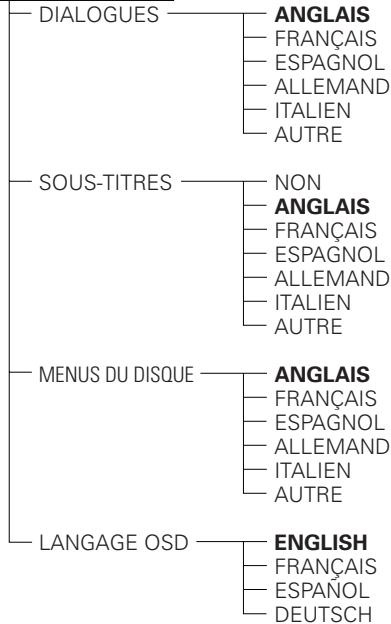 DIALOGUES ANGLAIS
FRANÇAIS
ESPAGNOL
ALLEMAND
ITALIEN
AUTRE
SOUS-TITRES NON
ANGLAIS
FRANÇAIS
ESPAGNOL
ALLEMAND
ITALIEN
AUTRE
MENUS DU DISQUE ANGLAIS
FRANÇAIS
ESPAGNOL
ALLEMAND
ITALIEN
AUTRE
LANGAGE OSD ENGLISH
FRANÇAIS
ESPAÑOL
DEUTSCH